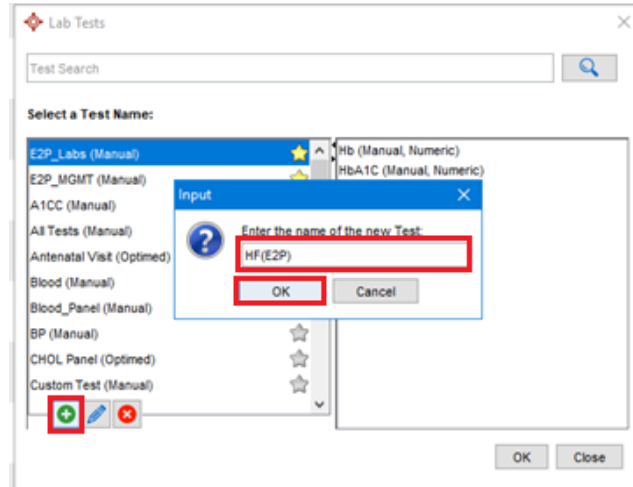 Lab Tests
Test Search
Select a Test Name:
E2P_Labs (Manual)
E2P_MGMT (Manual)
A1CC (Manual)
All Tests (Manual)
Antenatal Visit (Optimed)
Blood (Manual)
Blood_Panel (Manual)
BP (Manual)
CHOL Panel (Optimed)
Custom Test (Manual)
Hb (Manual, Numeric)
HbA1C (Manual, Numeric)
Input
Enter the name of the new Test:
HF(E2P)
OK Cancel
OK Close